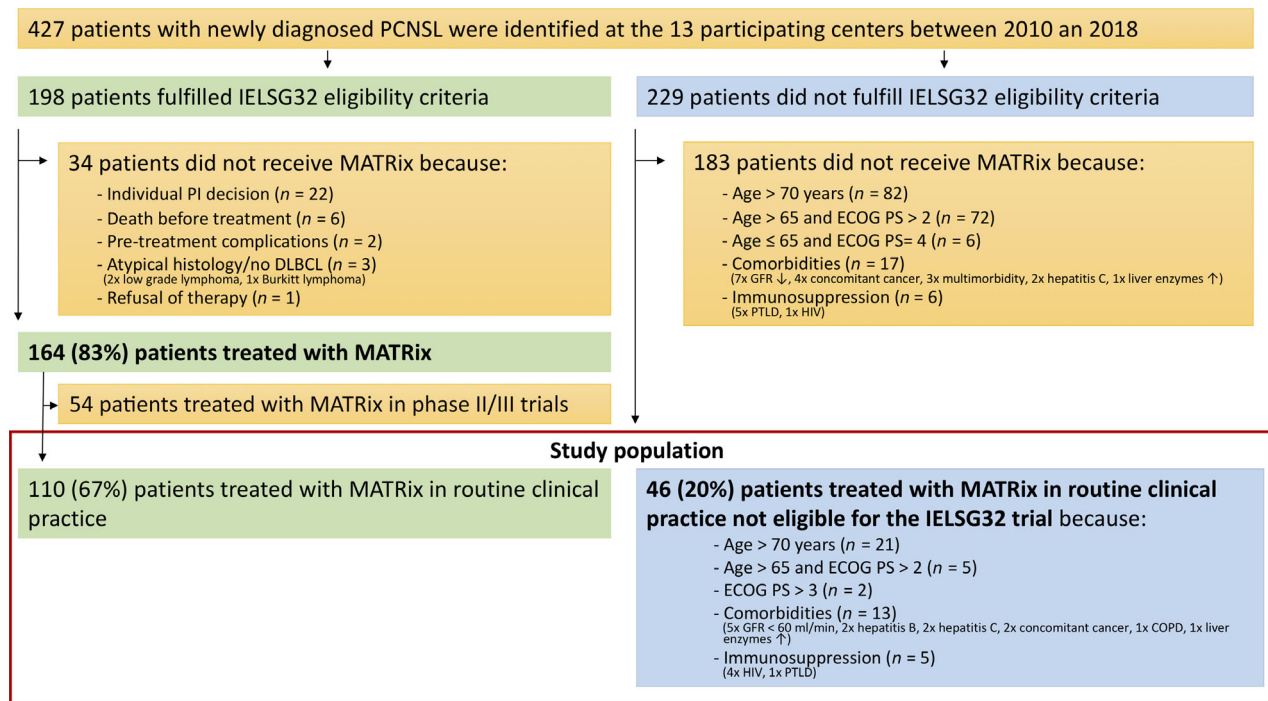 427 patients with newly diagnosed PCNSL were identified at the 13 participating centers between 2010 an 2018
198 patients fulfilled IELSG32 eligibility criteria
229 patients did not fulfill IELSG32 eligibility criteria
34 patients did not receive MATRix because:
- Individual PI decision (n = 22)
- Death before treatment (n = 6)
- Pre-treatment complications (n = 2)
- Atypical histology/no DLBCL (n = 3)
(2x low grade lymphoma, 1x Burkitt lymphoma)
- Refusal of therapy (n = 1)
183 patients did not receive MATRix because:
- Age > 70 years (n = 82)
- Age > 65 and ECOG PS > 2 (n = 72)
- Age ≤ 65 and ECOG PS= 4 (n = 6)
- Comorbidities (n = 17)
(7x GFR ↓, 4x concomitant cancer, 3x multimorbidity, 2x hepatitis C, 1x liver enzymes ↑)
- Immunosuppression (n = 6)
(5x PTLD, 1x HIV)
164 (83%) patients treated with MATRix
54 patients treated with MATRix in phase II/III trials
Study population
110 (67%) patients treated with MATRix in routine clinical
practice
46 (20%) patients treated with MATRix in routine clinical
practice not eligible for the IELSG32 trial because:
- Age > 70 years (n = 21)
- Age > 65 and ECOG PS > 2 (n = 5)
- ECOG PS > 3 (n = 2)
- Comorbidities (n = 13)
(5x GFR < 60 ml/min, 2x hepatitis B, 2x hepatitis C, 2x concomitant cancer, 1x COPD, 1x liver
enzymes ↑)
- Immunosuppression (n = 5)
(4x HIV, 1x PTLD)